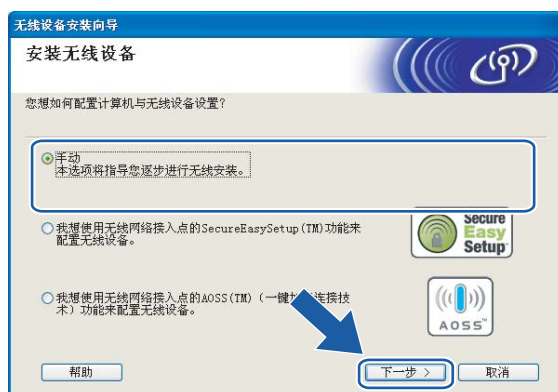 无线设备安装向导
安装无线设备
您想如何配置计算机与无线设备设置?
手动
本选项将指导您逐步进行无线安装。
我想使用无线网络接入点的SecureEasySetup(TM)功能来
配置无线设备。
Secure
Easy
Setup
我想使用无线网络接入点的AOSS(TM)（一键加 连接技
术）功能来配置无线设备。
AOSS™
帮助
下一步 >
取消